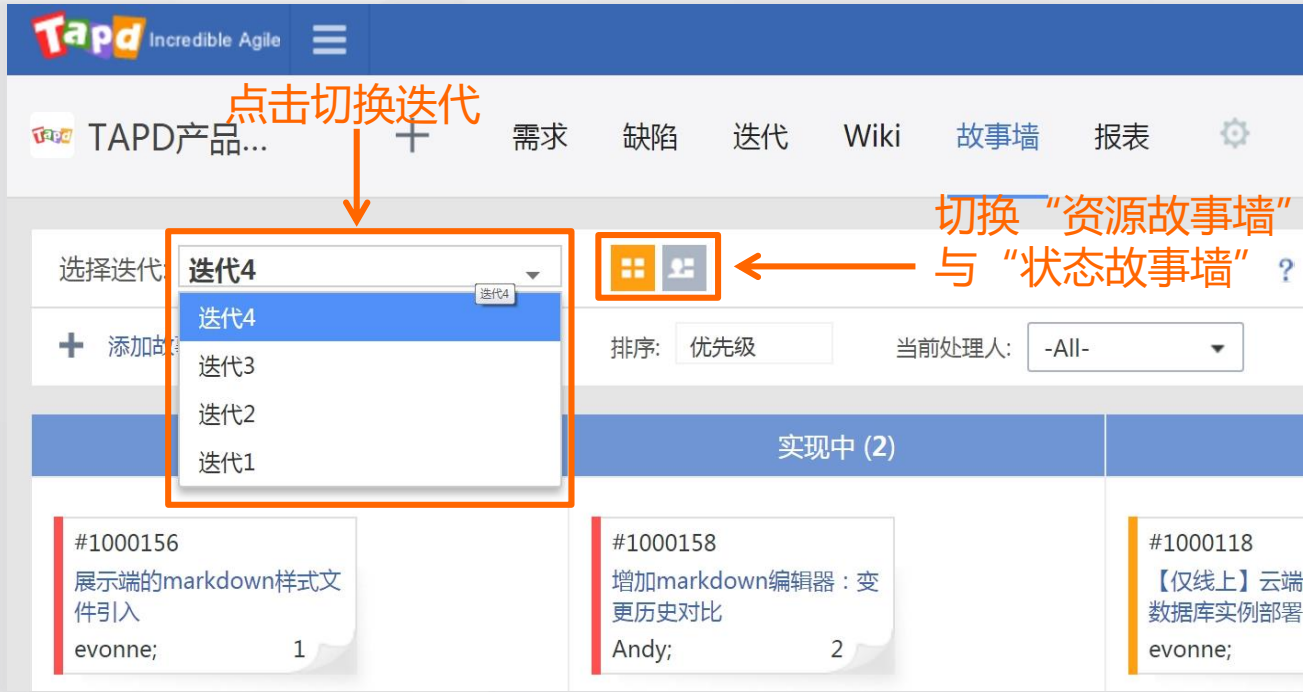 Tapd Incredible Agile
点击切换迭代
Tapd TAPD产品... 需求 缺陷 迭代 Wiki 故事墙 报表
切换“资源故事墙”
与“状态故事墙” ?
选择迭代: 迭代4
迭代4
迭代4
添加故 排序: 优先级 当前处理人: -All-
迭代3
迭代2
迭代1
实现中 (2)
#1000156
展示端的markdown样式文
件引入
evonne; 1
#1000158
增加markdown编辑器：变
更历史对比
Andy; 2
#1000118
【仅线上】云端
数据库实例部署
evonne;